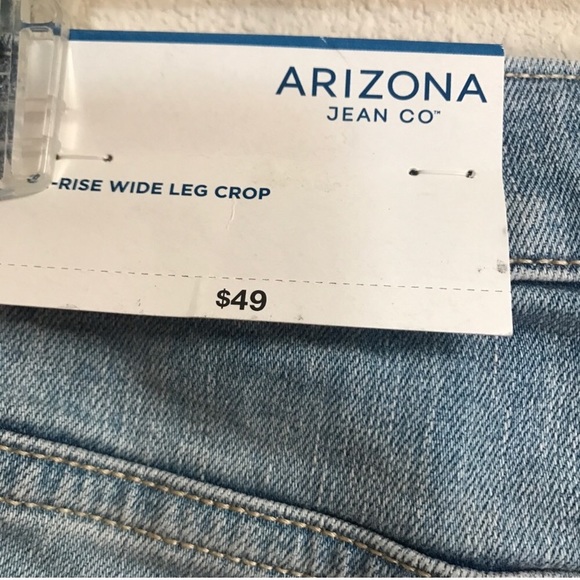 ARIZONA
JEAN CO™
-RISE WIDE LEG CROP
$49